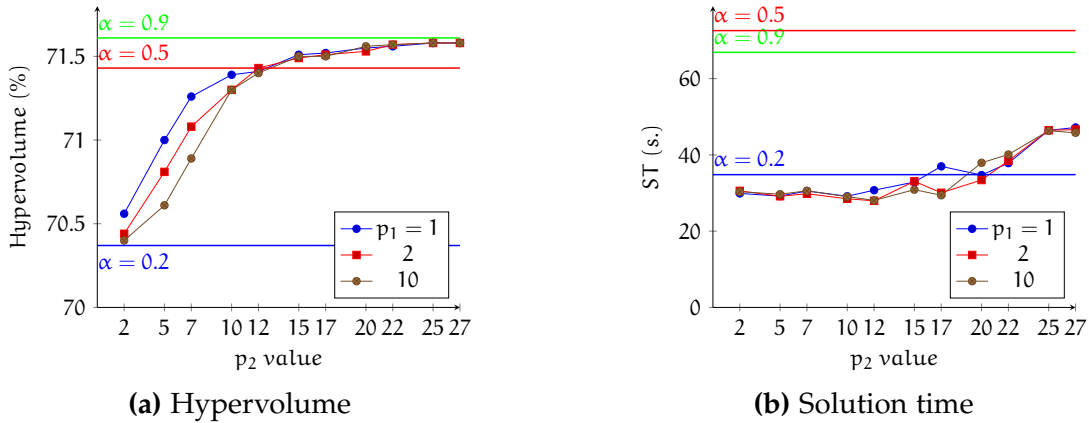 α = 0.9
α = 0.5
α = 0.2
71.5
71
70.5
70
Hypervolume (%)
2 5 7 10 12 15 17 20 22 25 27
p₂ value
p₁ = 1
2
10
(a) Hypervolume
α = 0.5
α = 0.9
α = 0.2
60
40
20
0
ST (s.)
2 5 7 10 12 15 17 20 22 25 27
p₂ value
p₁ = 1
2
10
(b) Solution time